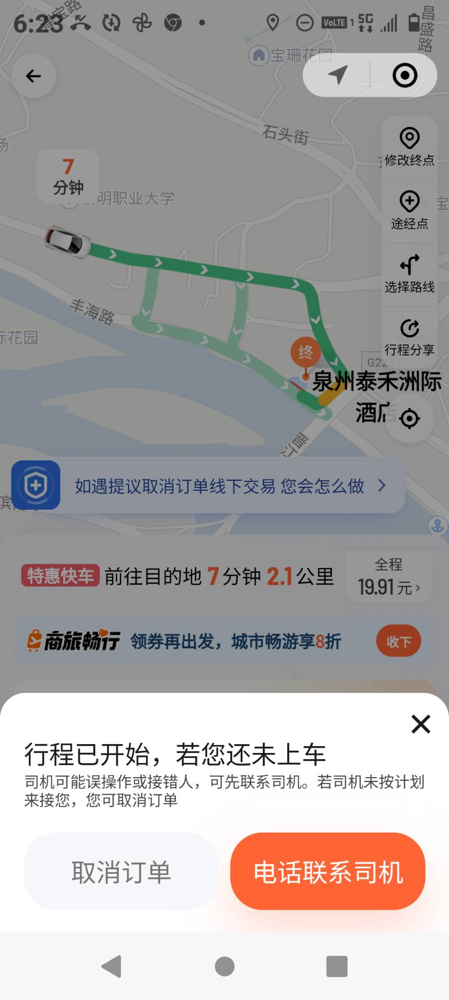 6:23
VoLTE 1 5G
昌盛路
宝珊花园
石头街
修改终点
7
分钟
明职业大学
途经点
选择路线
丰海路
际花园
行程分享
终
G228
泉州泰禾洲际
酒店
晋江
如遇提议取消订单线下交易 您会怎么做
特惠快车 前往目的地 7 分钟 2.1 公里
全程
19.91 元
商旅畅行 领券再出发，城市畅游享8折 收下
行程已开始，若您还未上车
司机可能误操作或接错人，可先联系司机。若司机未按计划
来接您，您可取消订单
取消订单
电话联系司机